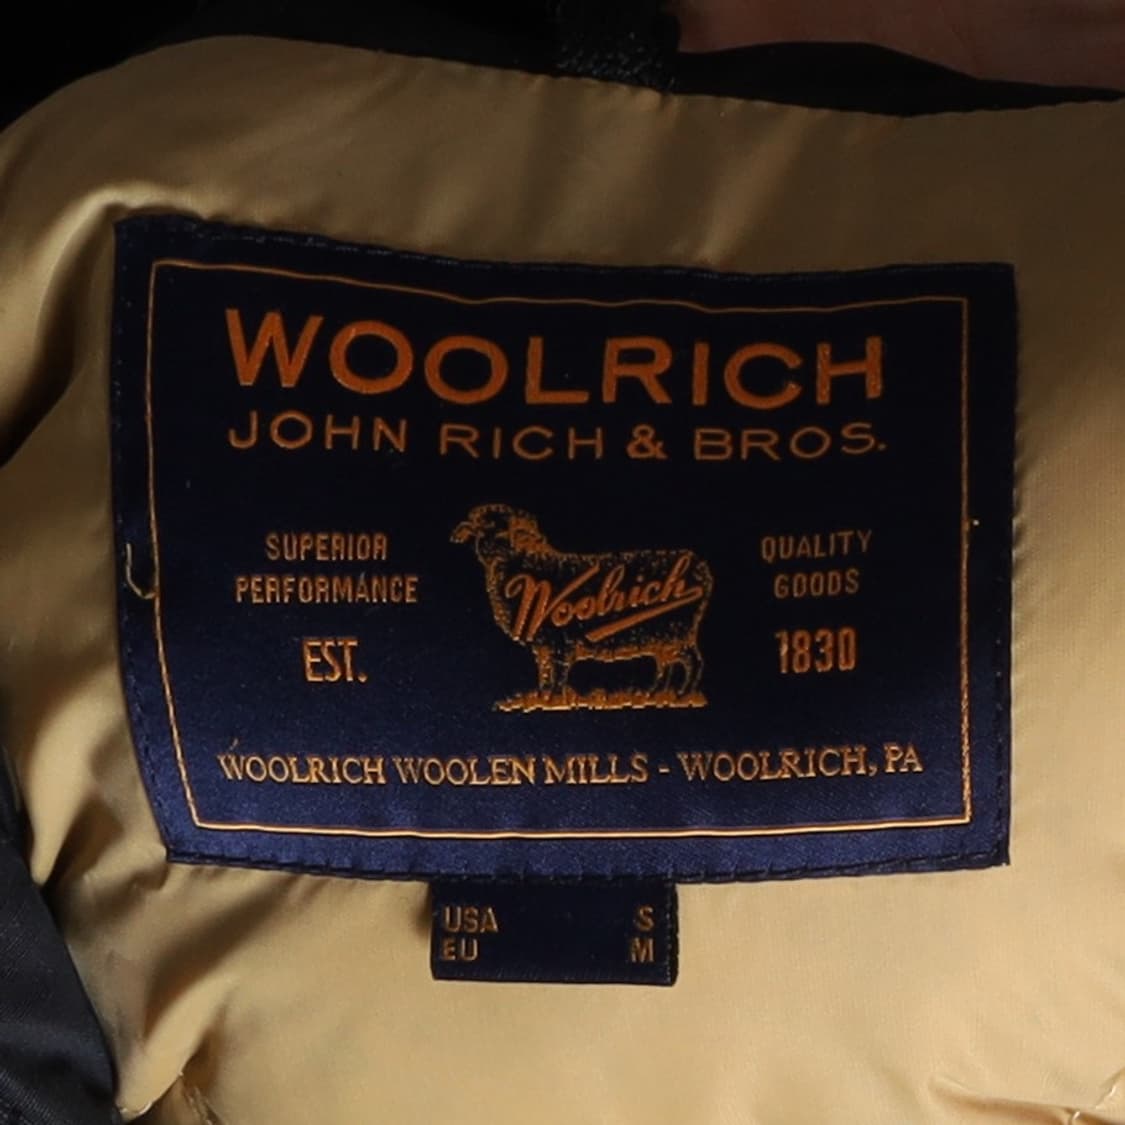 WOOLRICH
JOHN RICH & BROS.
SUPERIOR
PERFORMANCE
EST.
Woolrich
QUALITY
GOODS
1830
WOOLRICH WOOLEN MILLS - WOOLRICH, PA
USA S
EU M